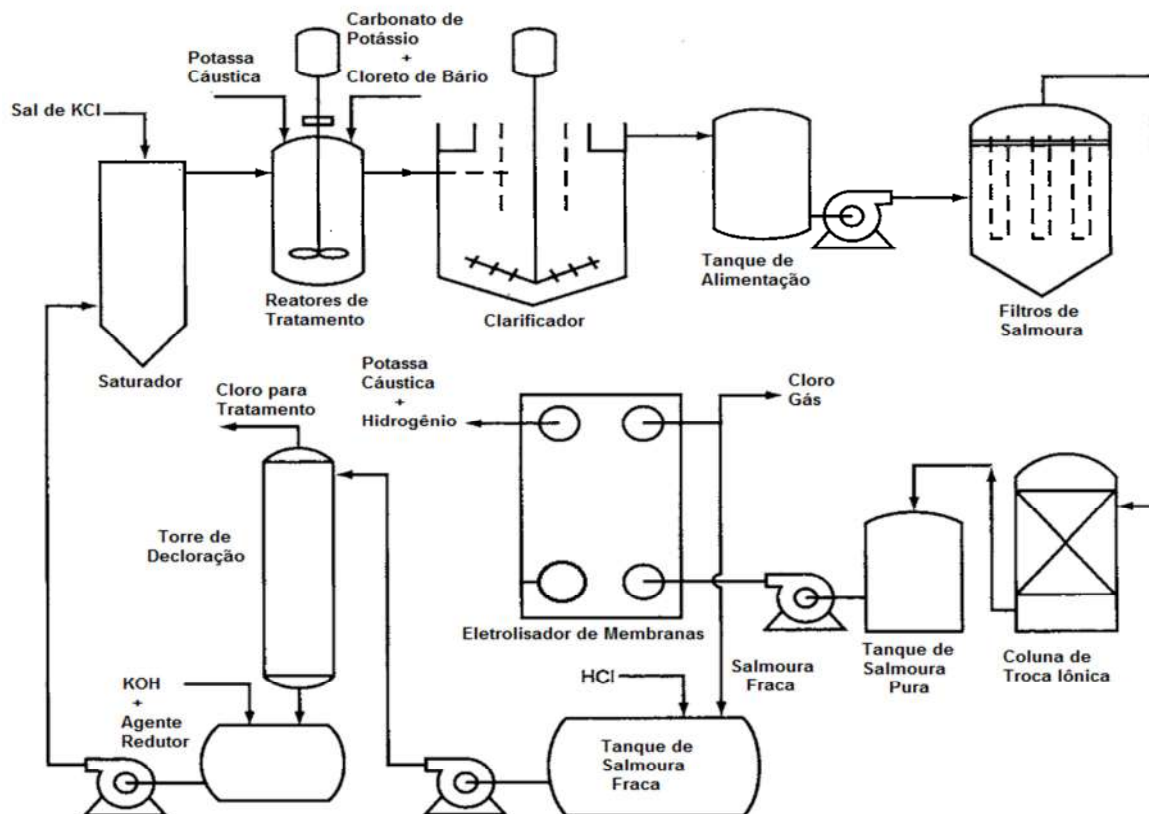 Carbonato de
Potássio
+
Cloreto de Bário
Potassa
Cáustica
Sal de KCl
Saturador
Reatores de
Tratamento
Clarificador
Tanque de
Alimentação
Filtros de
Salmoura
Cloro para
Tratamento
Potassa
Cáustica
+
Hidrogênio
Cloro
Gás
Torre de
Decloração
Eletrolisador de Membranas
Salmoura
Fraca
Tanque de
Salmoura
Pura
Coluna de
Troca Iônica
KOH
+
Agente
Redutor
HCl
Tanque de
Salmoura
Fraca